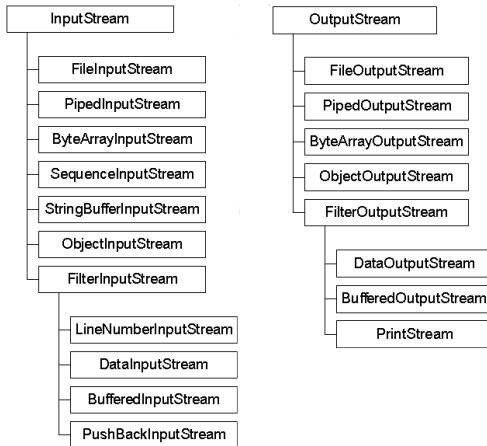 InputStream
FileInputStream
PipedInputStream
ByteArrayInputStream
SequenceInputStream
StringBufferInputStream
ObjectInputStream
FilterInputStream
LineNumberInputStream
DataInputStream
BufferedInputStream
PushBackInputStream
OutputStream
FileOutputStream
PipedOutputStream
ByteArrayOutputStream
ObjectOutputStream
FilterOutputStream
DataOutputStream
BufferedOutputStream
PrintStream